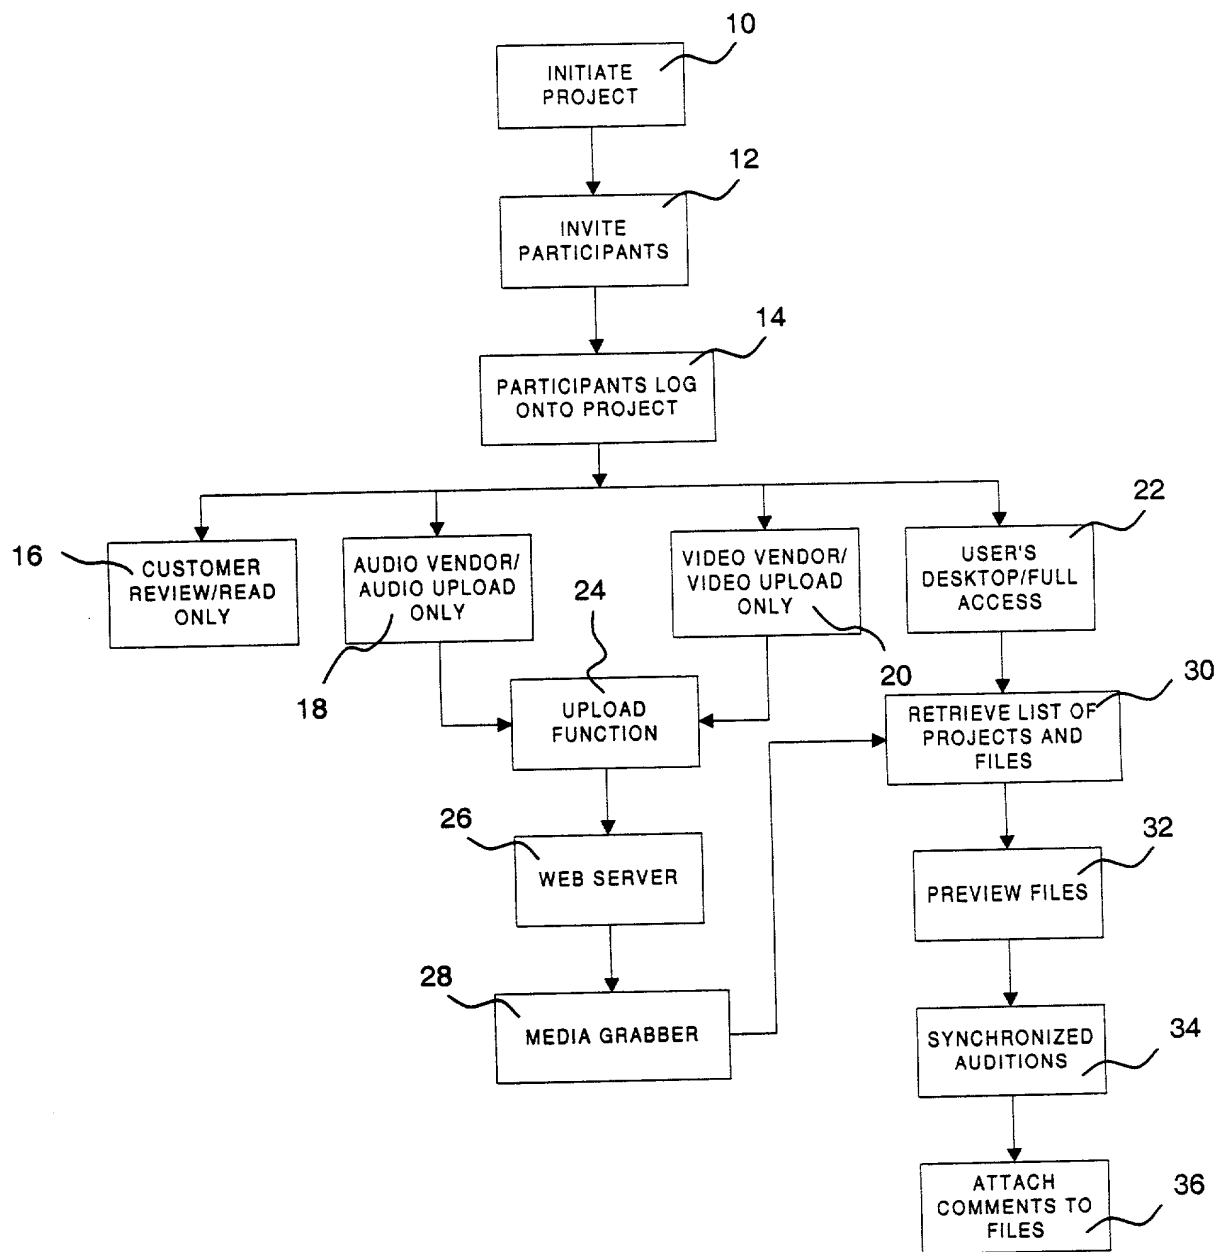 10
INITIATE
PROJECT
12
INVITE
PARTICIPANTS
14
PARTICIPANTS LOG
ONTO PROJECT
16
CUSTOMER
REVIEW/READ
ONLY
AUDIO VENDOR/
AUDIO UPLOAD
ONLY
18
VIDEO VENDOR/
VIDEO UPLOAD
ONLY
20
22
USER'S
DESKTOP/FULL
ACCESS
24
UPLOAD
FUNCTION
30
RETRIEVE LIST OF
PROJECTS AND
FILES
26
WEB SERVER
32
PREVIEW FILES
28
MEDIA GRABBER
34
SYNCHRONIZED
AUDITIONS
36
ATTACH
COMMENTS TO
FILES